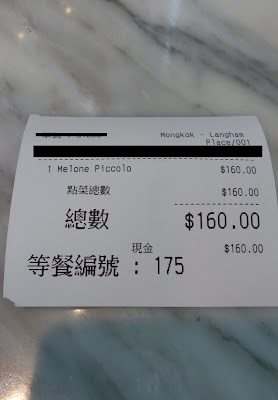 Mongkok - Langham
Place/001
1 Melone Piccolo $160.00
點菜總數 $160.00
總數 $160.00
現金 $160.00
等餐編號 : 175